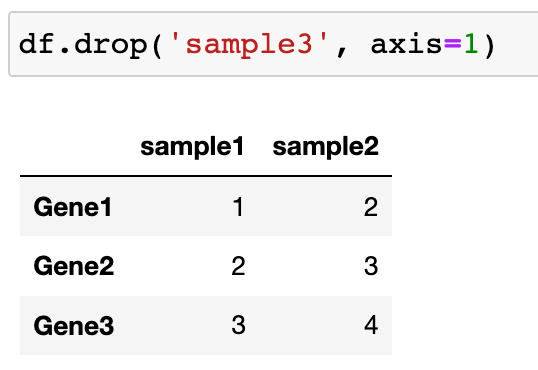 df.drop('sample3', axis=1)
sample1 sample2
Gene1 1 2
Gene2 2 3
Gene3 3 4